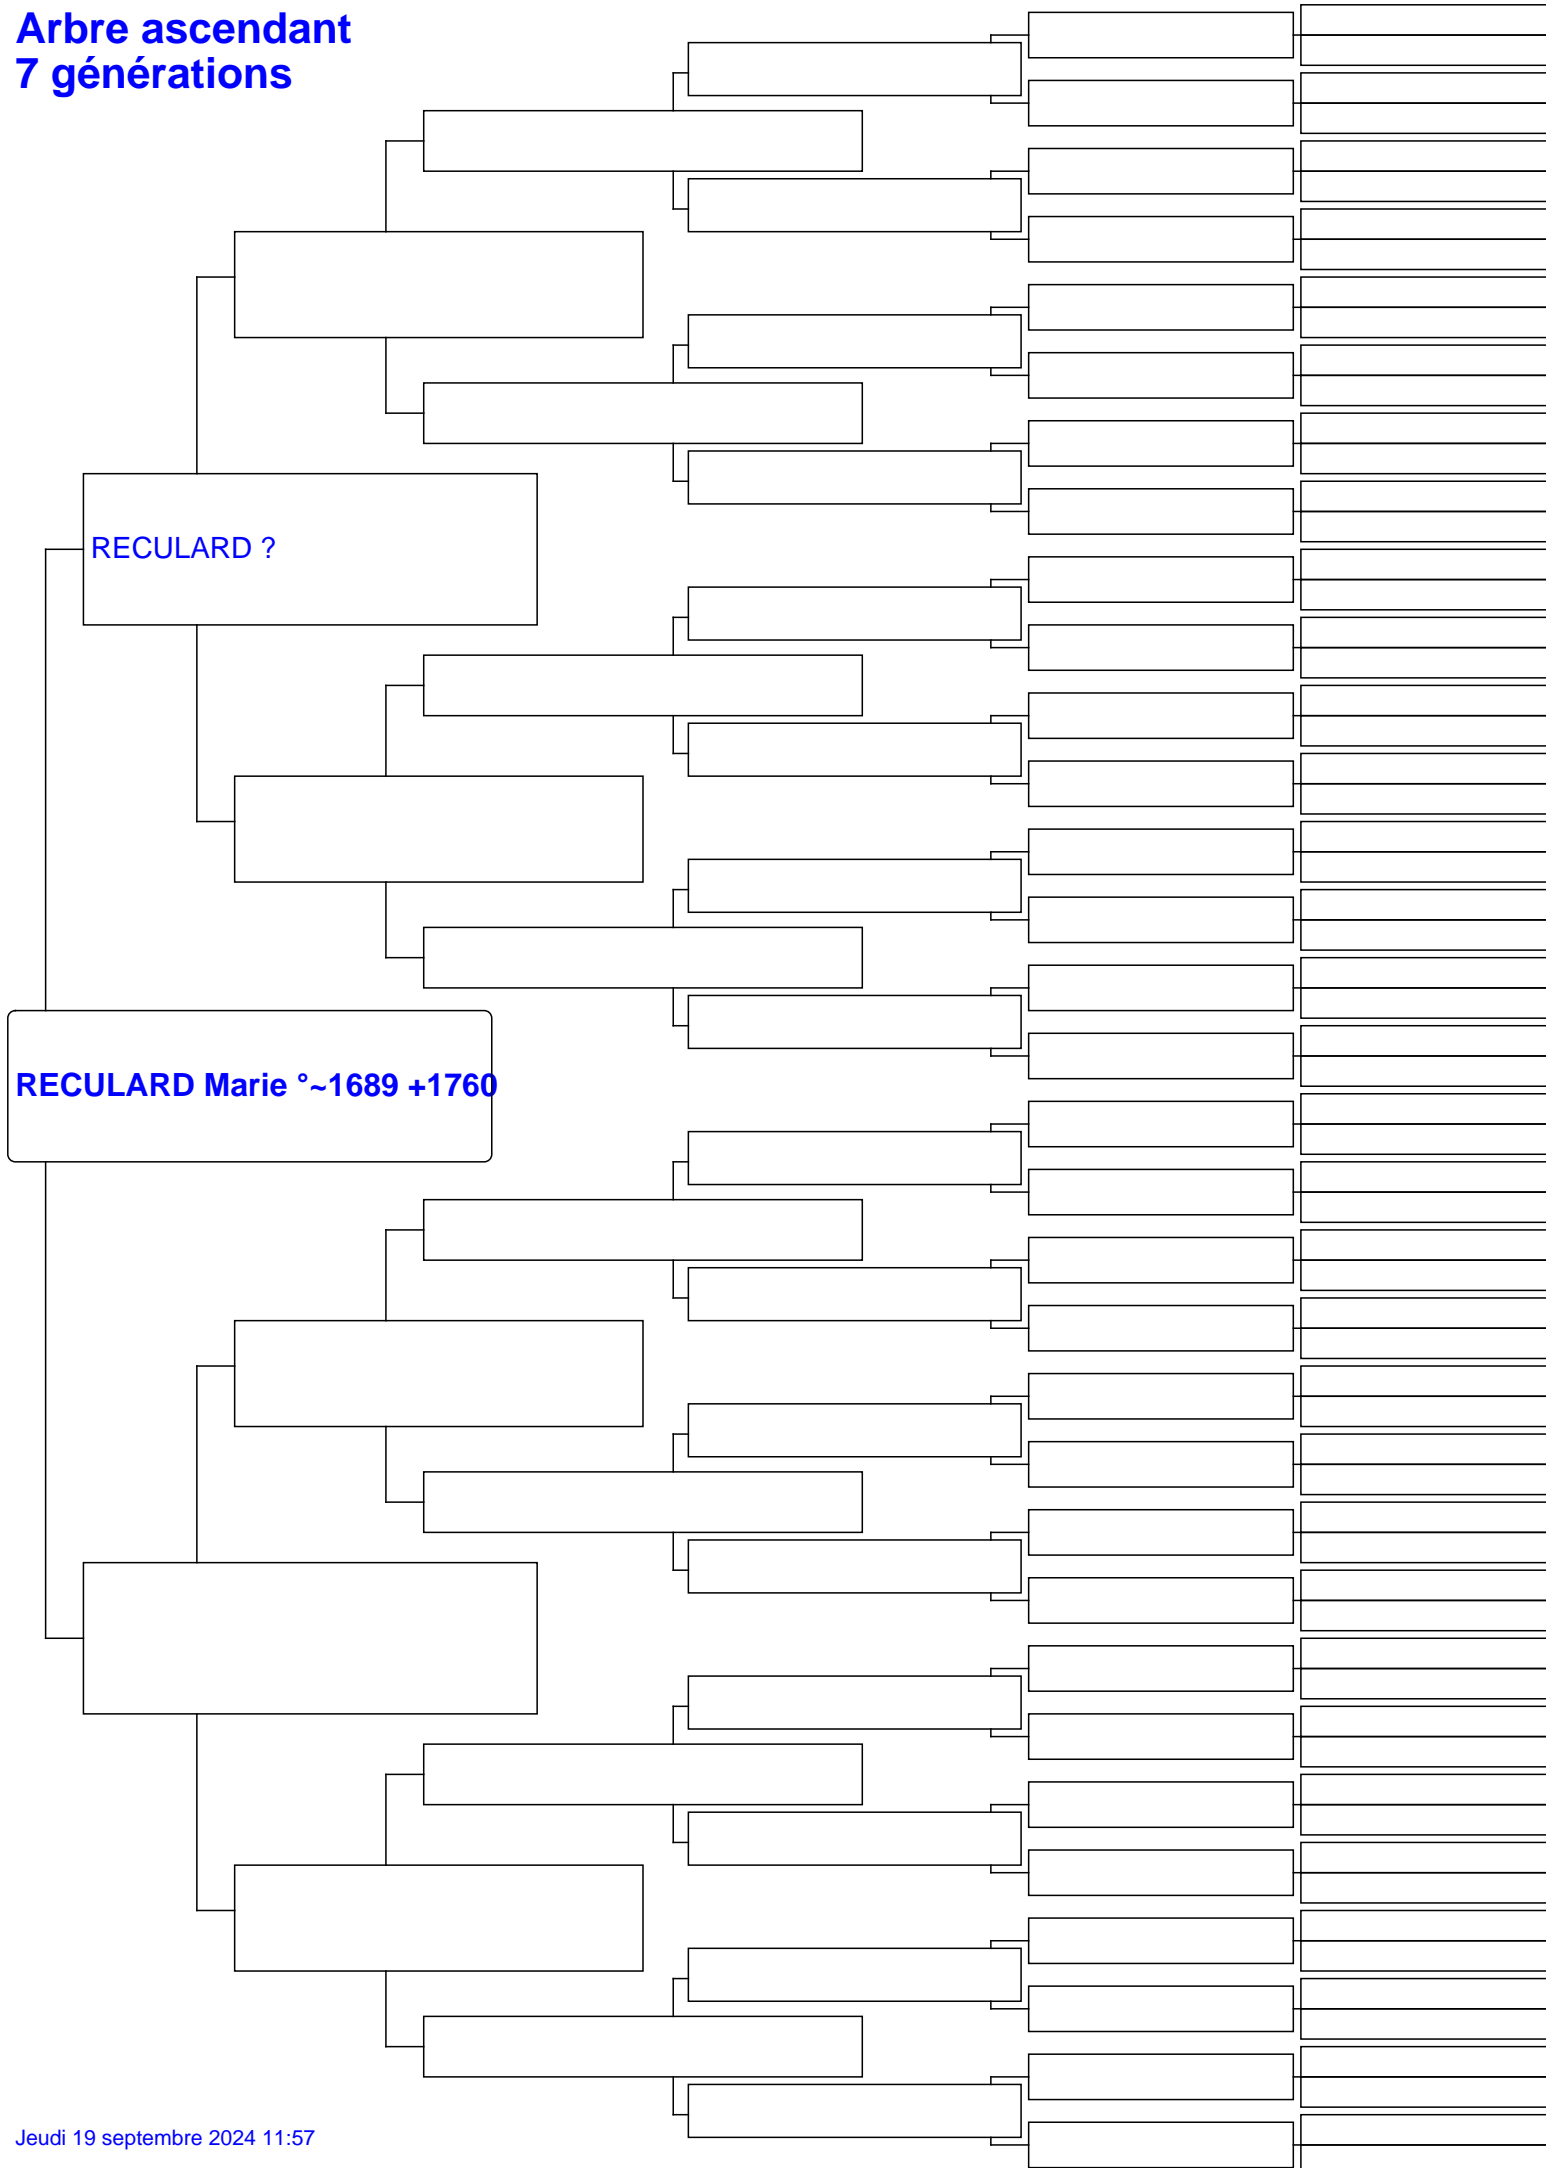 Arbre ascendant
7 générations
RECULARD ?
RECULARD Marie °~1689 +1760
Jeudi 19 septembre 2024 11:57